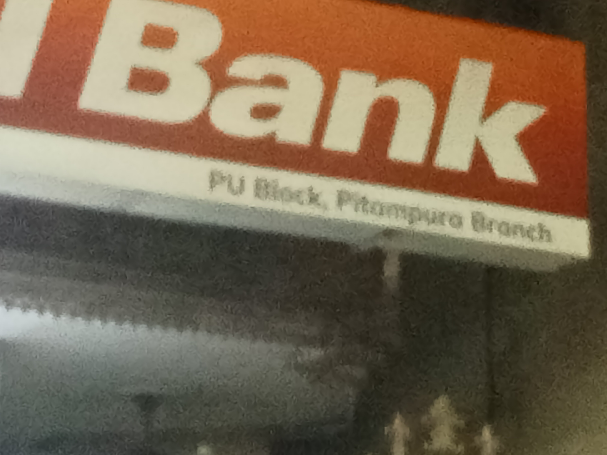 Bank
PU Block, Pitampura Branch